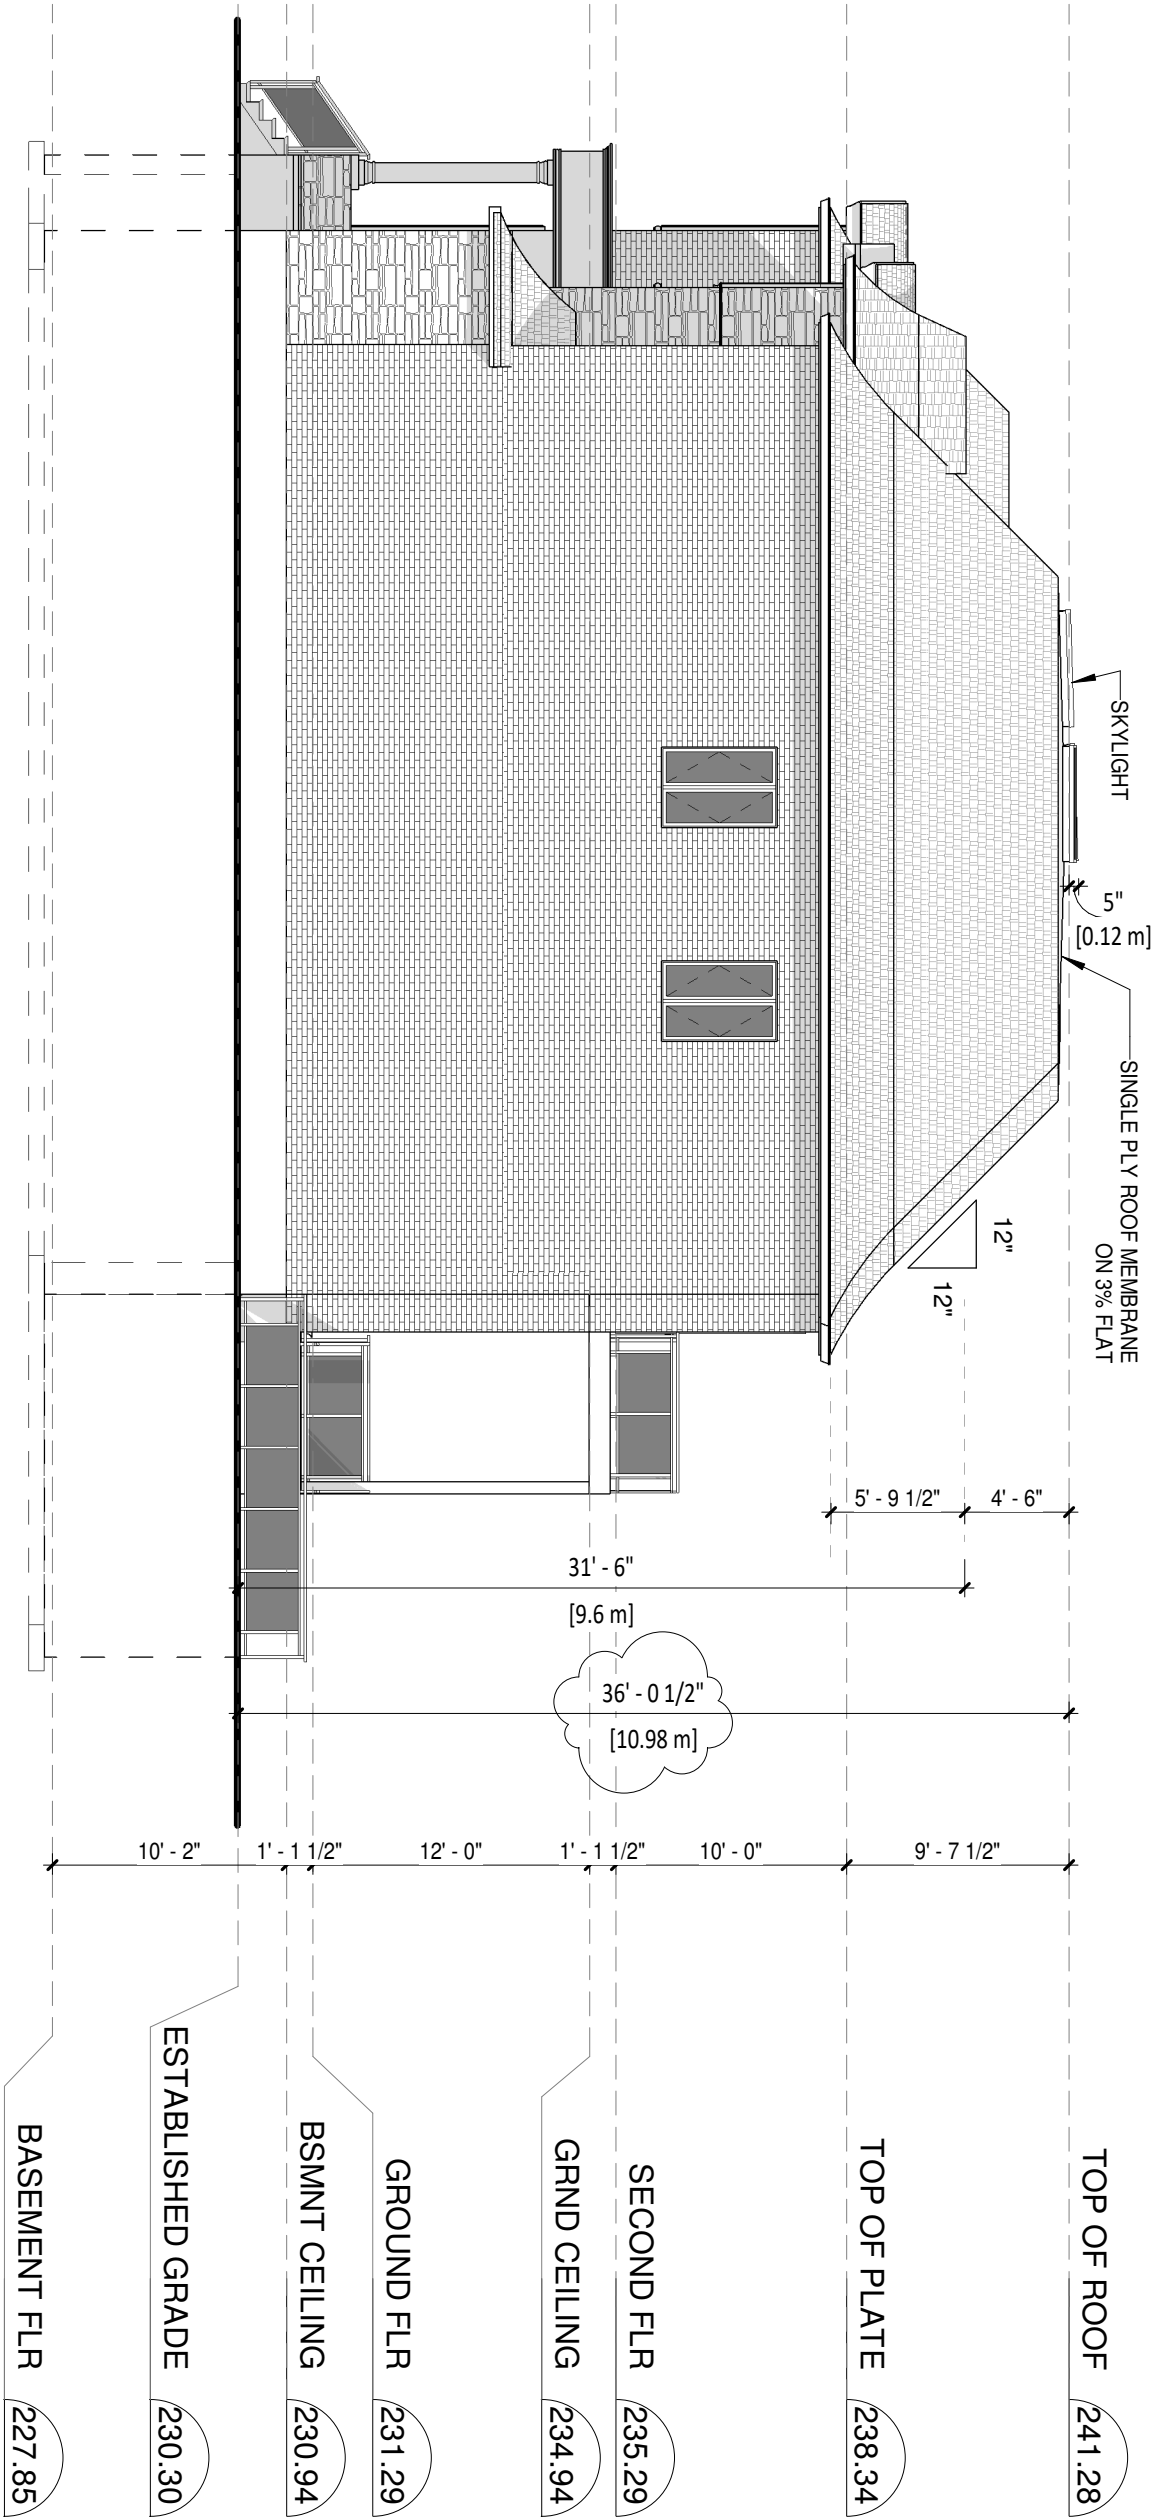 SKYLIGHT
5"
[0.12 m]
SINGLE PLY ROOF MEMBRANE
ON 3% FLAT
12"
12"
5' - 9 1/2"
4' - 6"
31' - 6"
[9.6 m]
36' - 0 1/2"
[10.98 m]
10' - 2"
1' - 1 1/2"
12' - 0"
1' - 1 1/2"
10' - 0"
9' - 7 1/2"
TOP OF ROOF 241.28
TOP OF PLATE 238.34
SECOND FLR 235.29
GRND CEILING 234.94
GROUND FLR 231.29
BSMNT CEILING 230.94
ESTABLISHED GRADE 230.30
BASEMENT FLR 227.85